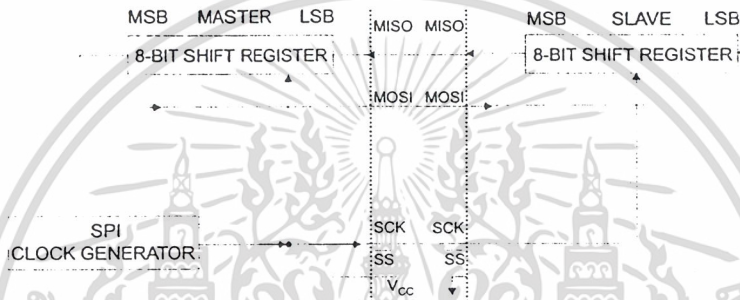 MSB MASTER LSB MISO MISO MSB SLAVE LSB
8-BIT SHIFT REGISTER 8-BIT SHIFT REGISTER
MOSI MOSI
SPI
CLOCK GENERATOR
SCK SCK
SS SS
VCC